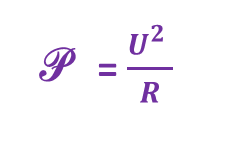 𝒫 = U² / R